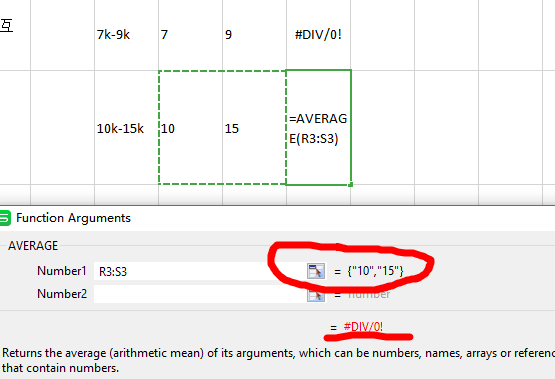 互
7k-9k 7 9 #DIV/0!
10k-15k 10 15 =AVERAG
E(R3:S3)
Function Arguments
AVERAGE
Number1 R3:S3 = {"10","15"}
Number2 = number
= #DIV/0!
Returns the average (arithmetic mean) of its arguments, which can be numbers, names, arrays or referenc
that contain numbers.